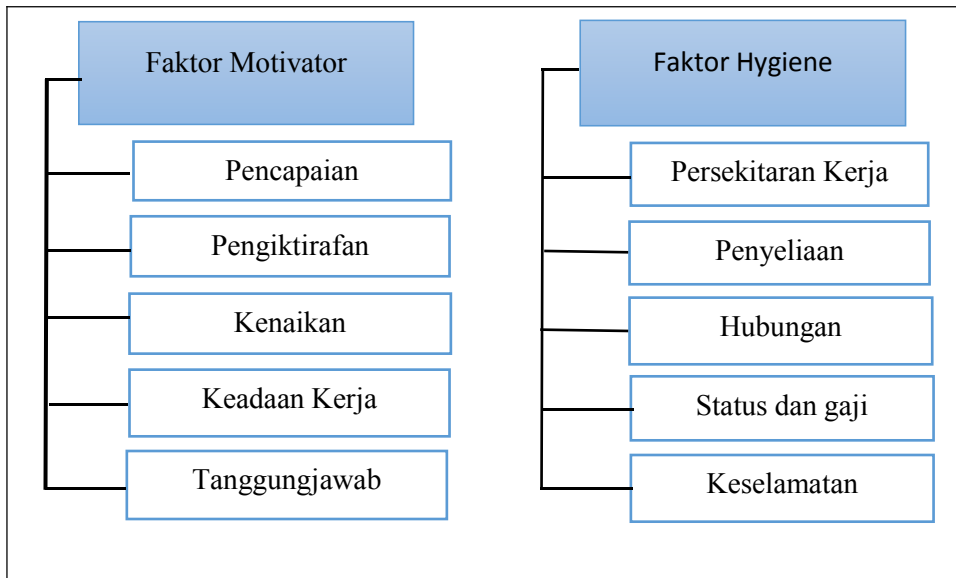 Faktor Motivator
Pencapaian
Pengiktirafan
Kenaikan
Keadaan Kerja
Tanggungjawab
Faktor Hygiene
Persekitaran Kerja
Penyeliaan
Hubungan
Status dan gaji
Keselamatan